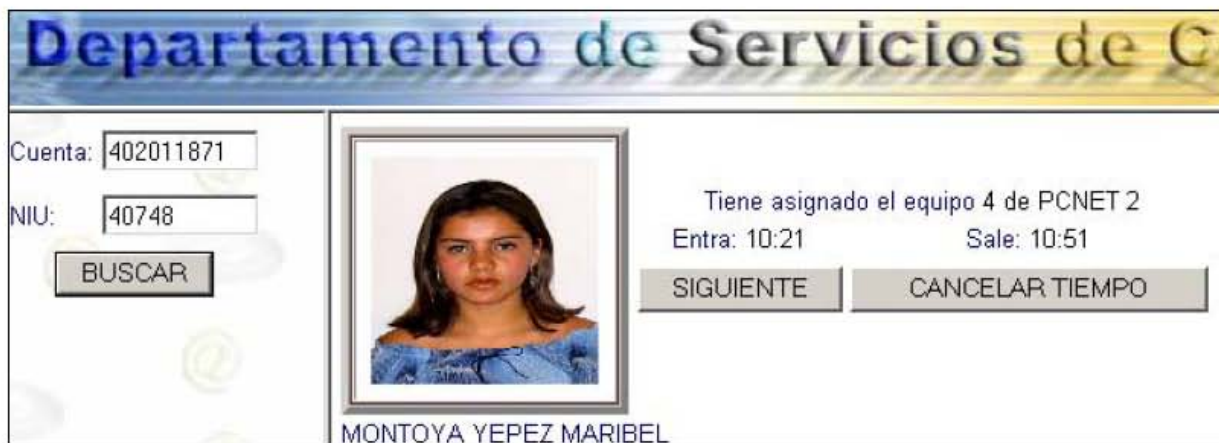 Departamento de Servicios de C
Cuenta: 402011871
NIU: 40748
BUSCAR
Tiene asignado el equipo 4 de PCNET 2
Entra: 10:21 Sale: 10:51
SIGUIENTE CANCELAR TIEMPO
MONTOYA YEPEZ MARIBEL